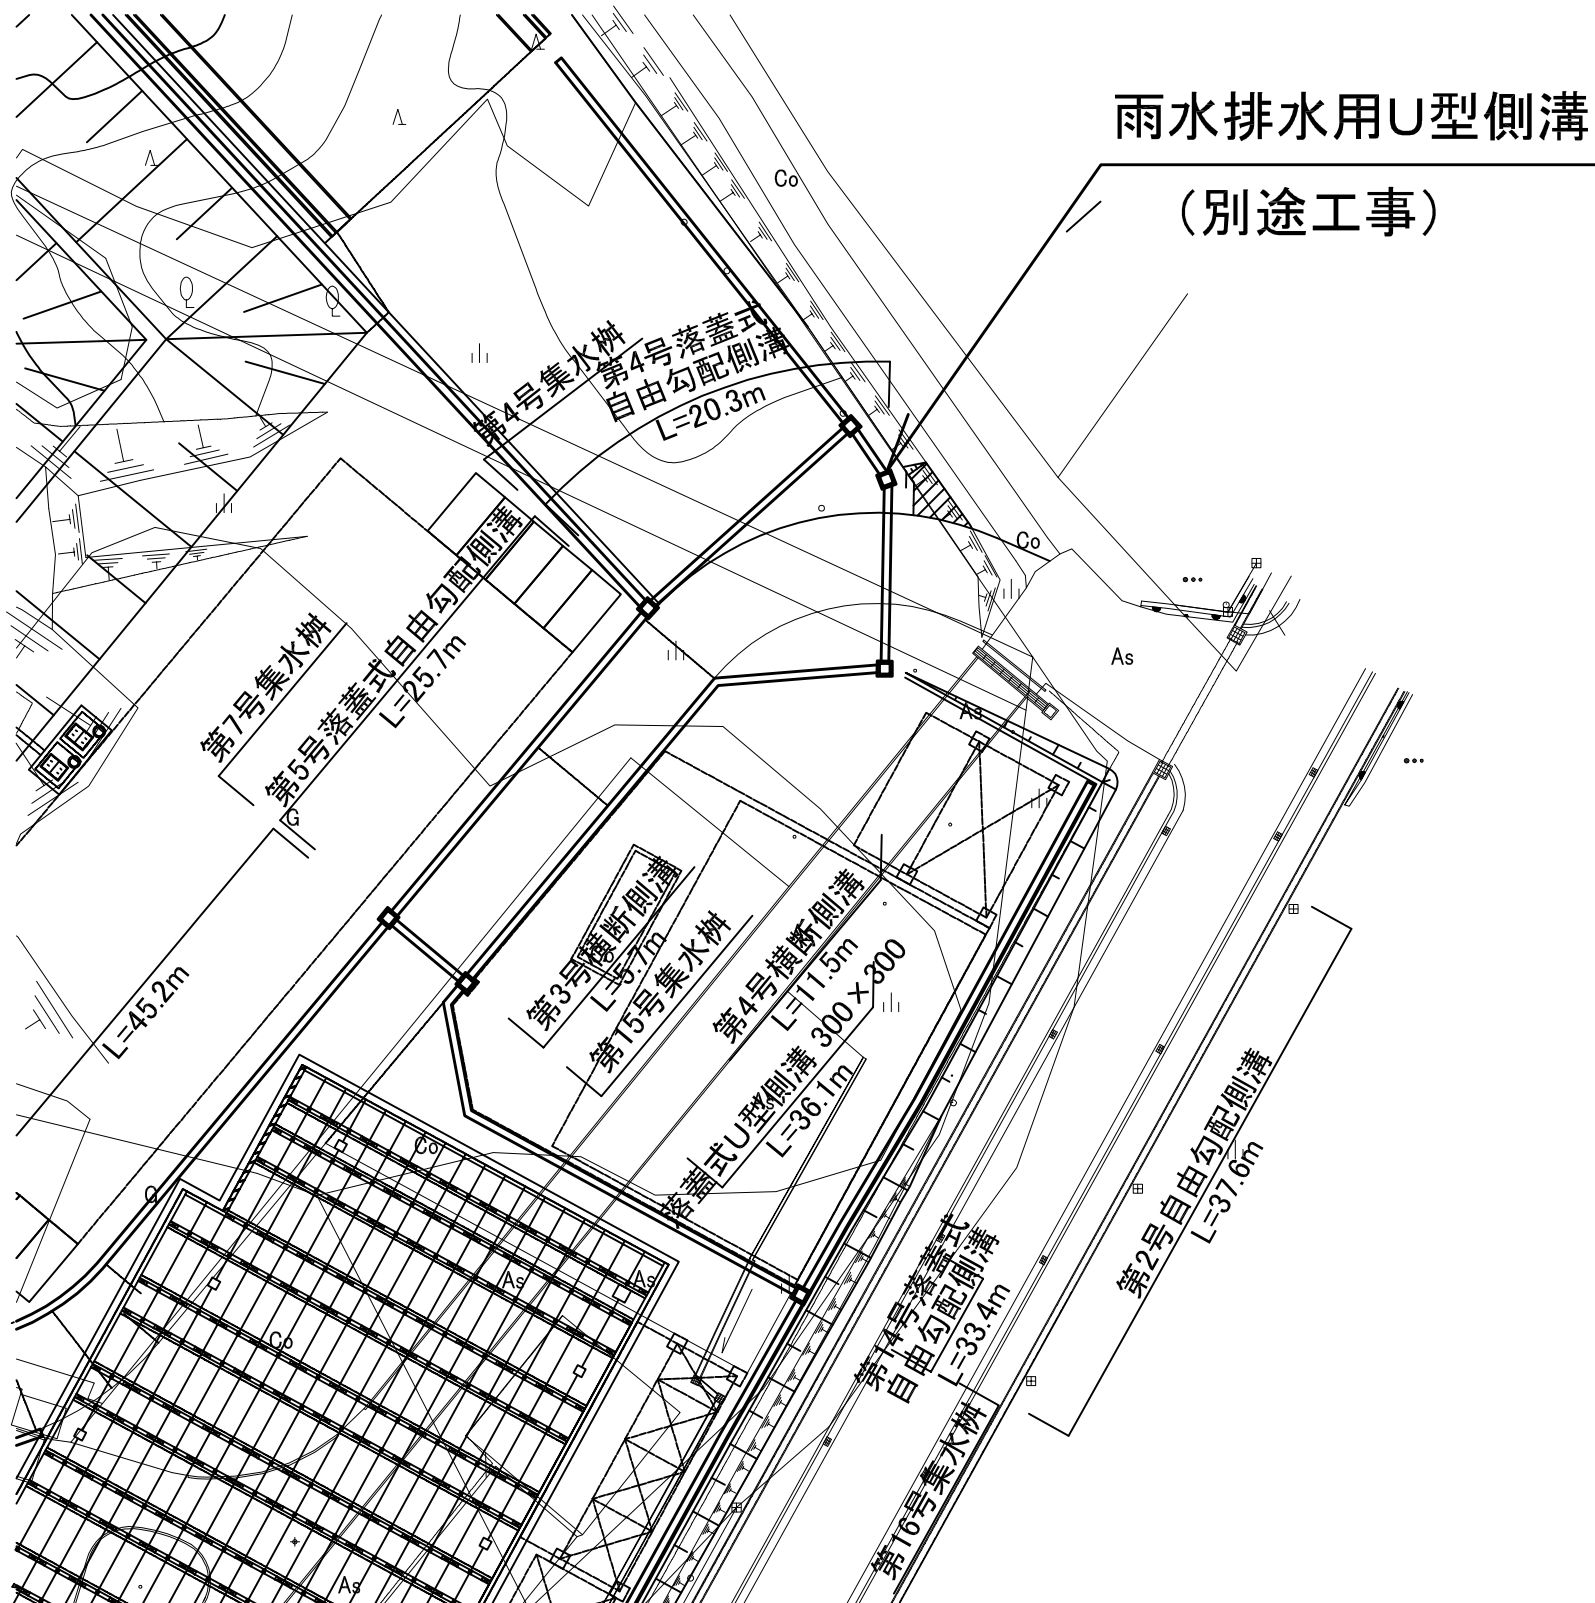 雨水排水用U型側溝
（別途工事）
Co
第4号集水桝
第4号落蓋式
自由勾配側溝
L=20.3m
Co
As
第7号集水桝
第5号落蓋式自由勾配側溝
L=25.7m
As
G
L=45.2m
第3号横断側溝
L=5.7m
第15号集水桝
第4号横断側溝
L=11.5m
落蓋式U型側溝 300×300
L=36.1m
Co
As
As
Co
As
第2号自由勾配側溝
L=37.6m
第14号落蓋式
自由勾配側溝
L=33.4m
第16号集水桝